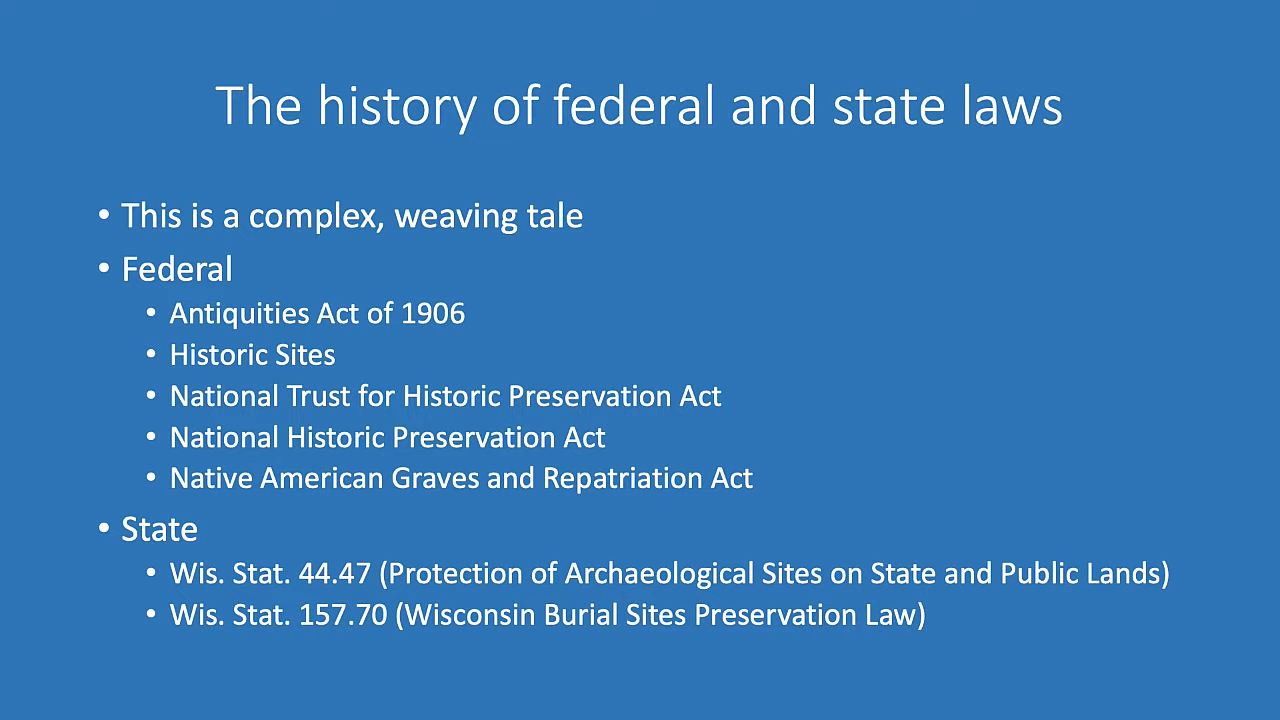 The history of federal and state laws
• This is a complex, weaving tale
• Federal
• Antiquities Act of 1906
• Historic Sites
• National Trust for Historic Preservation Act
• National Historic Preservation Act
• Native American Graves and Repatriation Act
• State
• Wis. Stat. 44.47 (Protection of Archaeological Sites on State and Public Lands)
• Wis. Stat. 157.70 (Wisconsin Burial Sites Preservation Law)